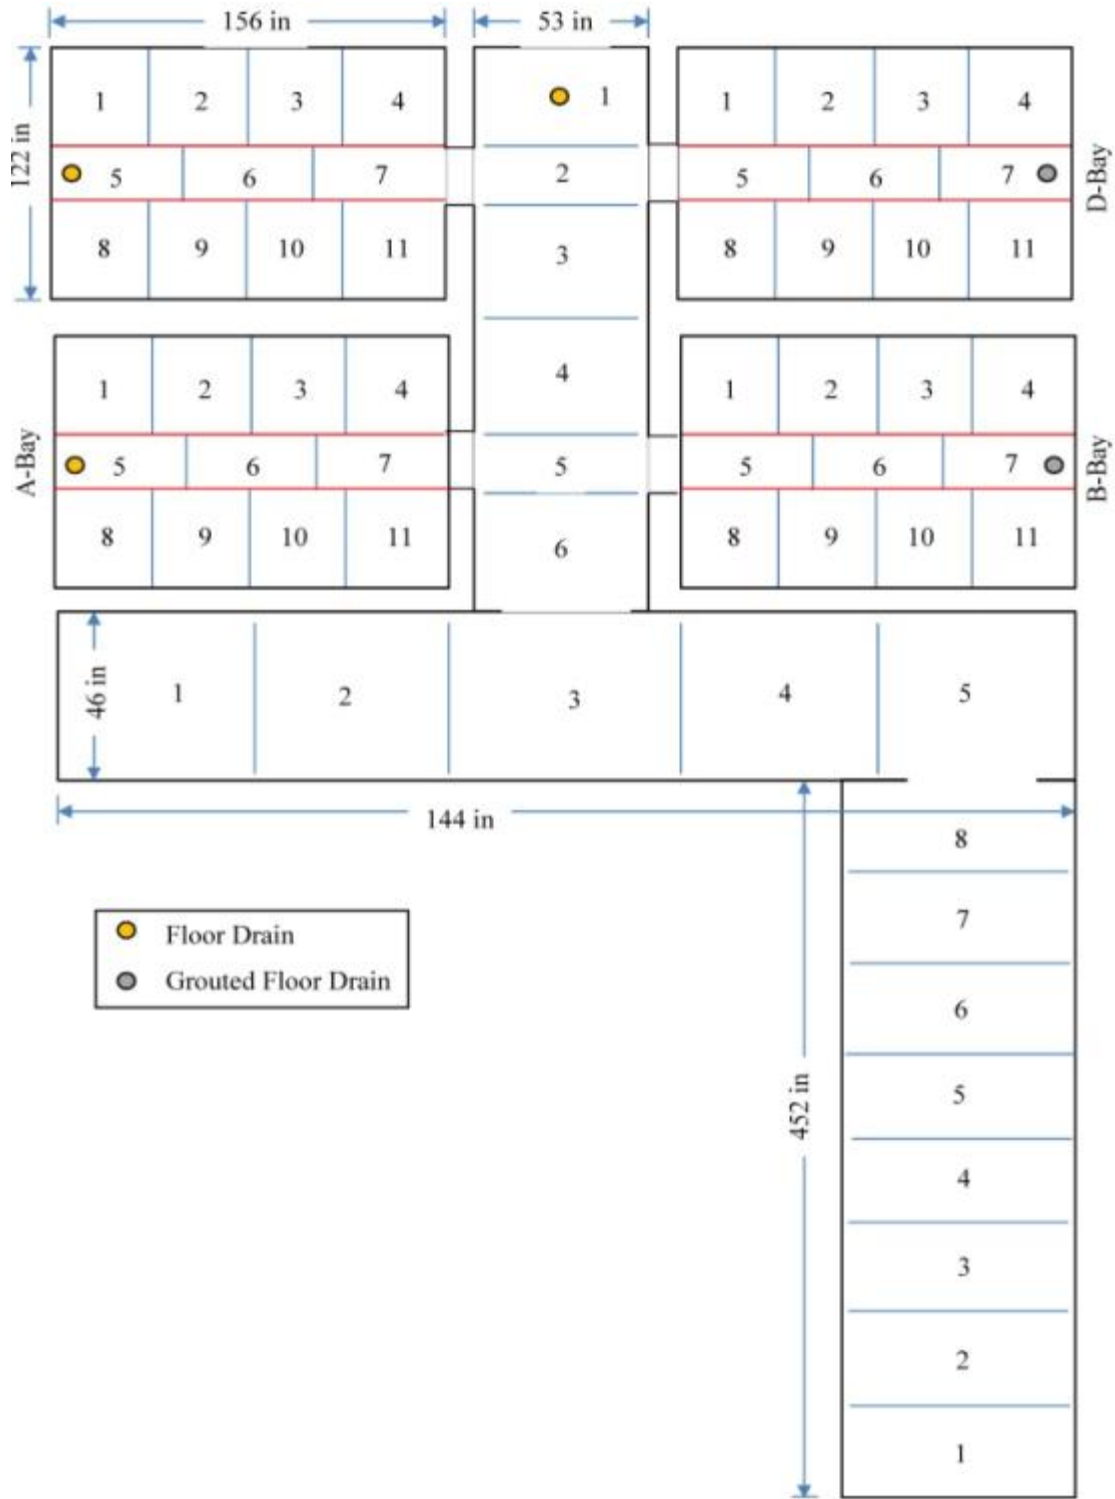 156 in
53 in
122 in
1 2 3 4
5 6 7
8 9 10 11
1
2
3
4
5
6
1 2 3 4
5 6 7
8 9 10 11
D-Bay
A-Bay
1 2 3 4
5 6 7
8 9 10 11
1 2 3 4
5 6 7
8 9 10 11
B-Bay
46 in
1 2 3 4 5
144 in
Floor Drain
Grouted Floor Drain
452 in
8
7
6
5
4
3
2
1